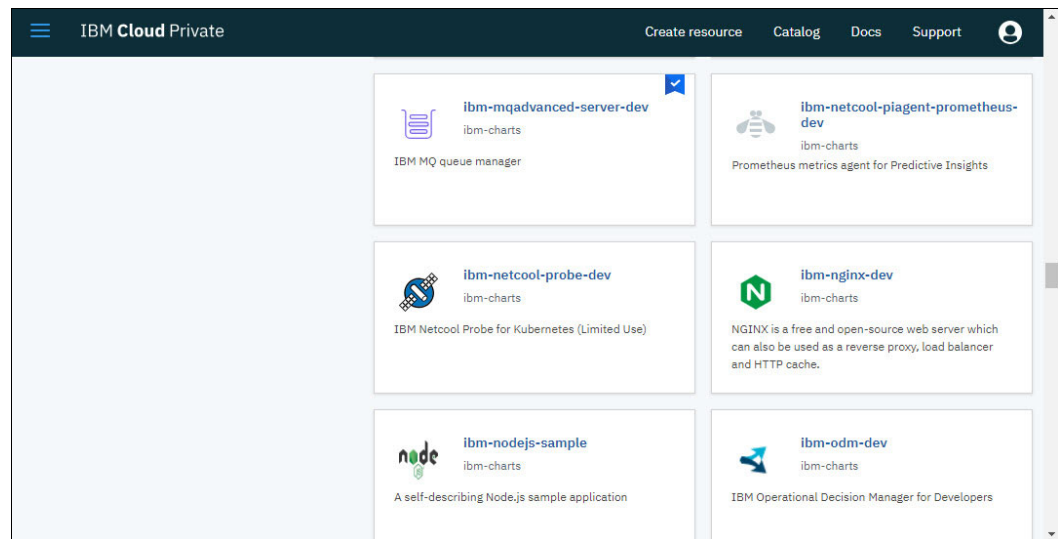 IBM Cloud Private
Create resource
Catalog
Docs
Support
ibm-mqadvanced-server-dev
ibm-charts
IBM MQ queue manager
ibm-netcool-piagent-prometheus-
dev
ibm-charts
Prometheus metrics agent for Predictive Insights
ibm-netcool-probe-dev
ibm-charts
IBM Netcool Probe for Kubernetes (Limited Use)
N
ibm-nginx-dev
ibm-charts
NGINX is a free and open-source web server which
can also be used as a reverse proxy, load balancer
and HTTP cache.
node
ibm-nodejs-sample
ibm-charts
A self-describing Node.js sample application
ibm-odm-dev
ibm-charts
IBM Operational Decision Manager for Developers